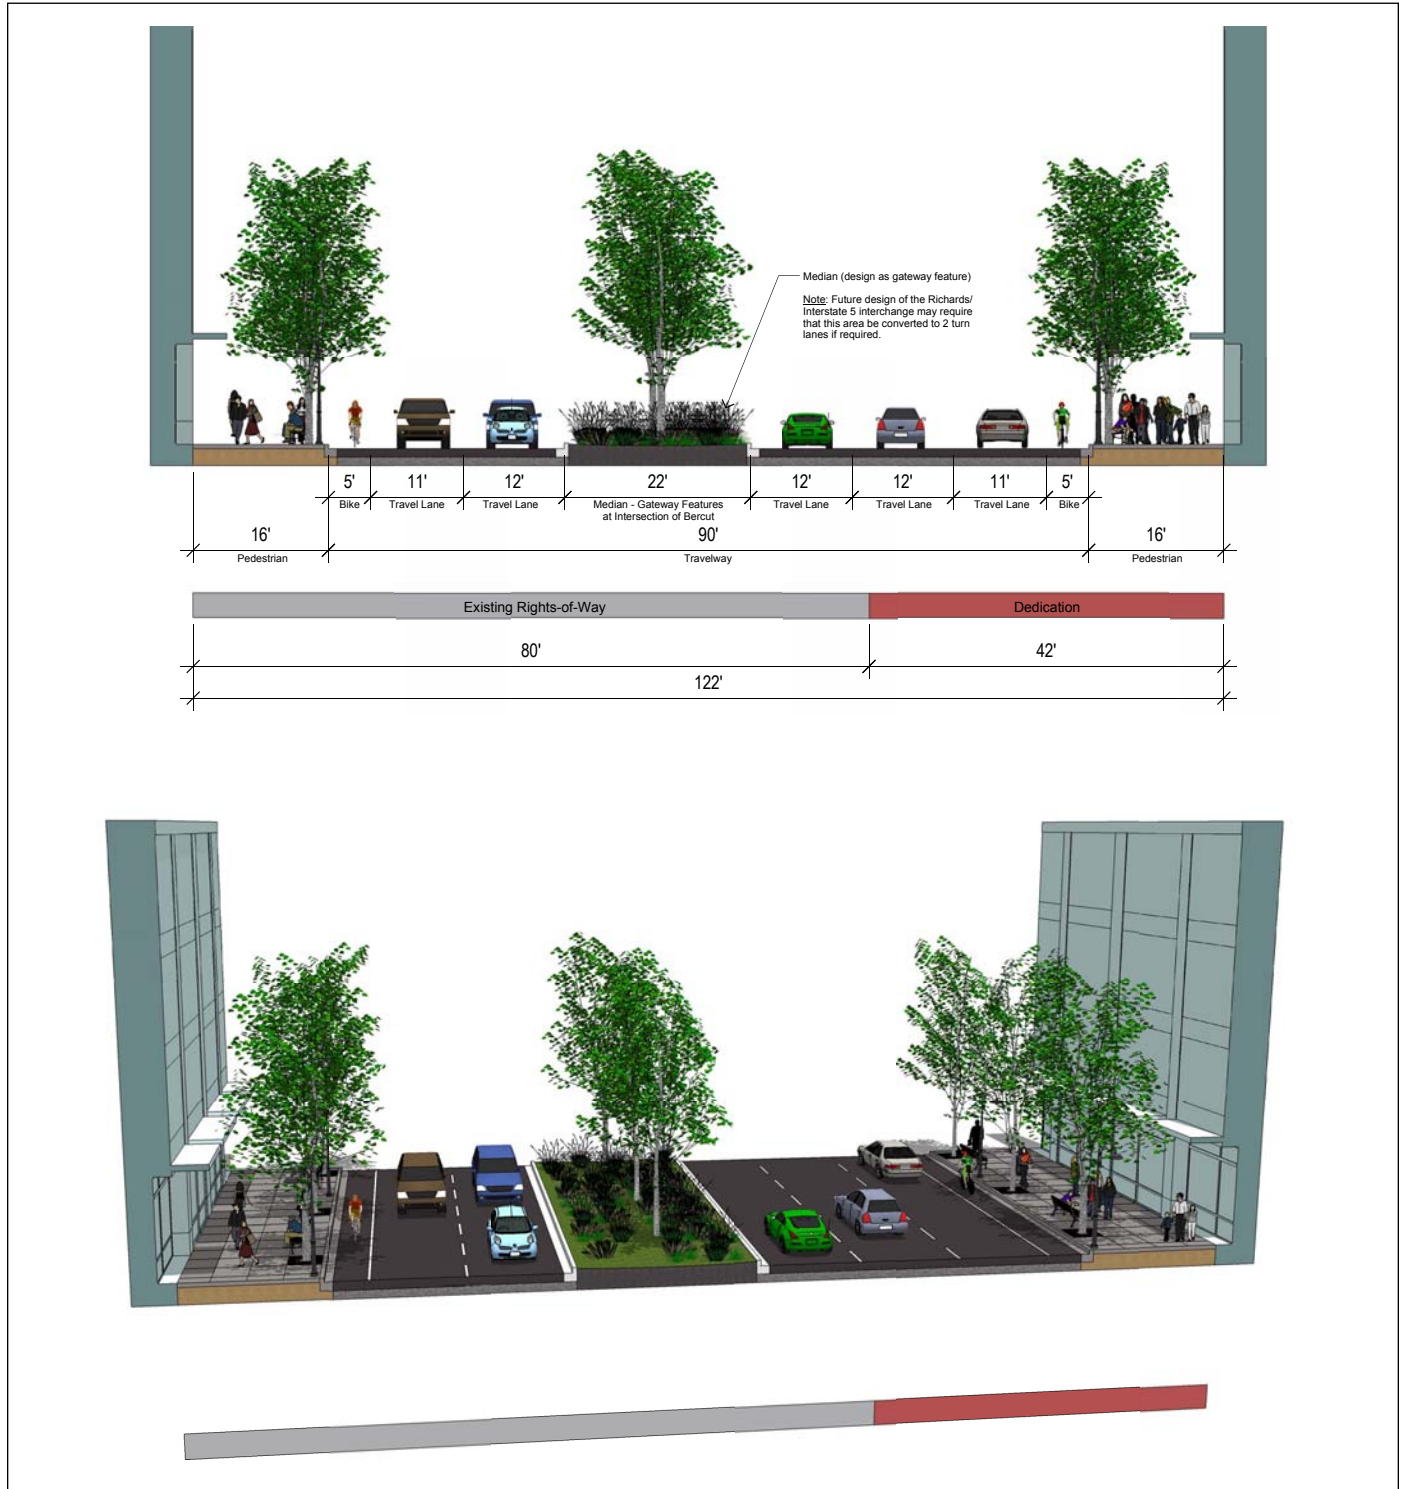 Median (design as gateway feature)
Note: Future design of the Richards/
Interstate 5 interchange may require
that this area be converted to 2 turn
lanes if required.
5' 11' 12' 22' 12' 12' 11' 5'
Bike Travel Lane Travel Lane Median - Gateway Features Travel Lane Travel Lane Travel Lane Bike
at Intersection of Bercut
16' 90' 16'
Pedestrian Travelway Pedestrian
Existing Rights-of-Way Dedication
80' 42'
122'